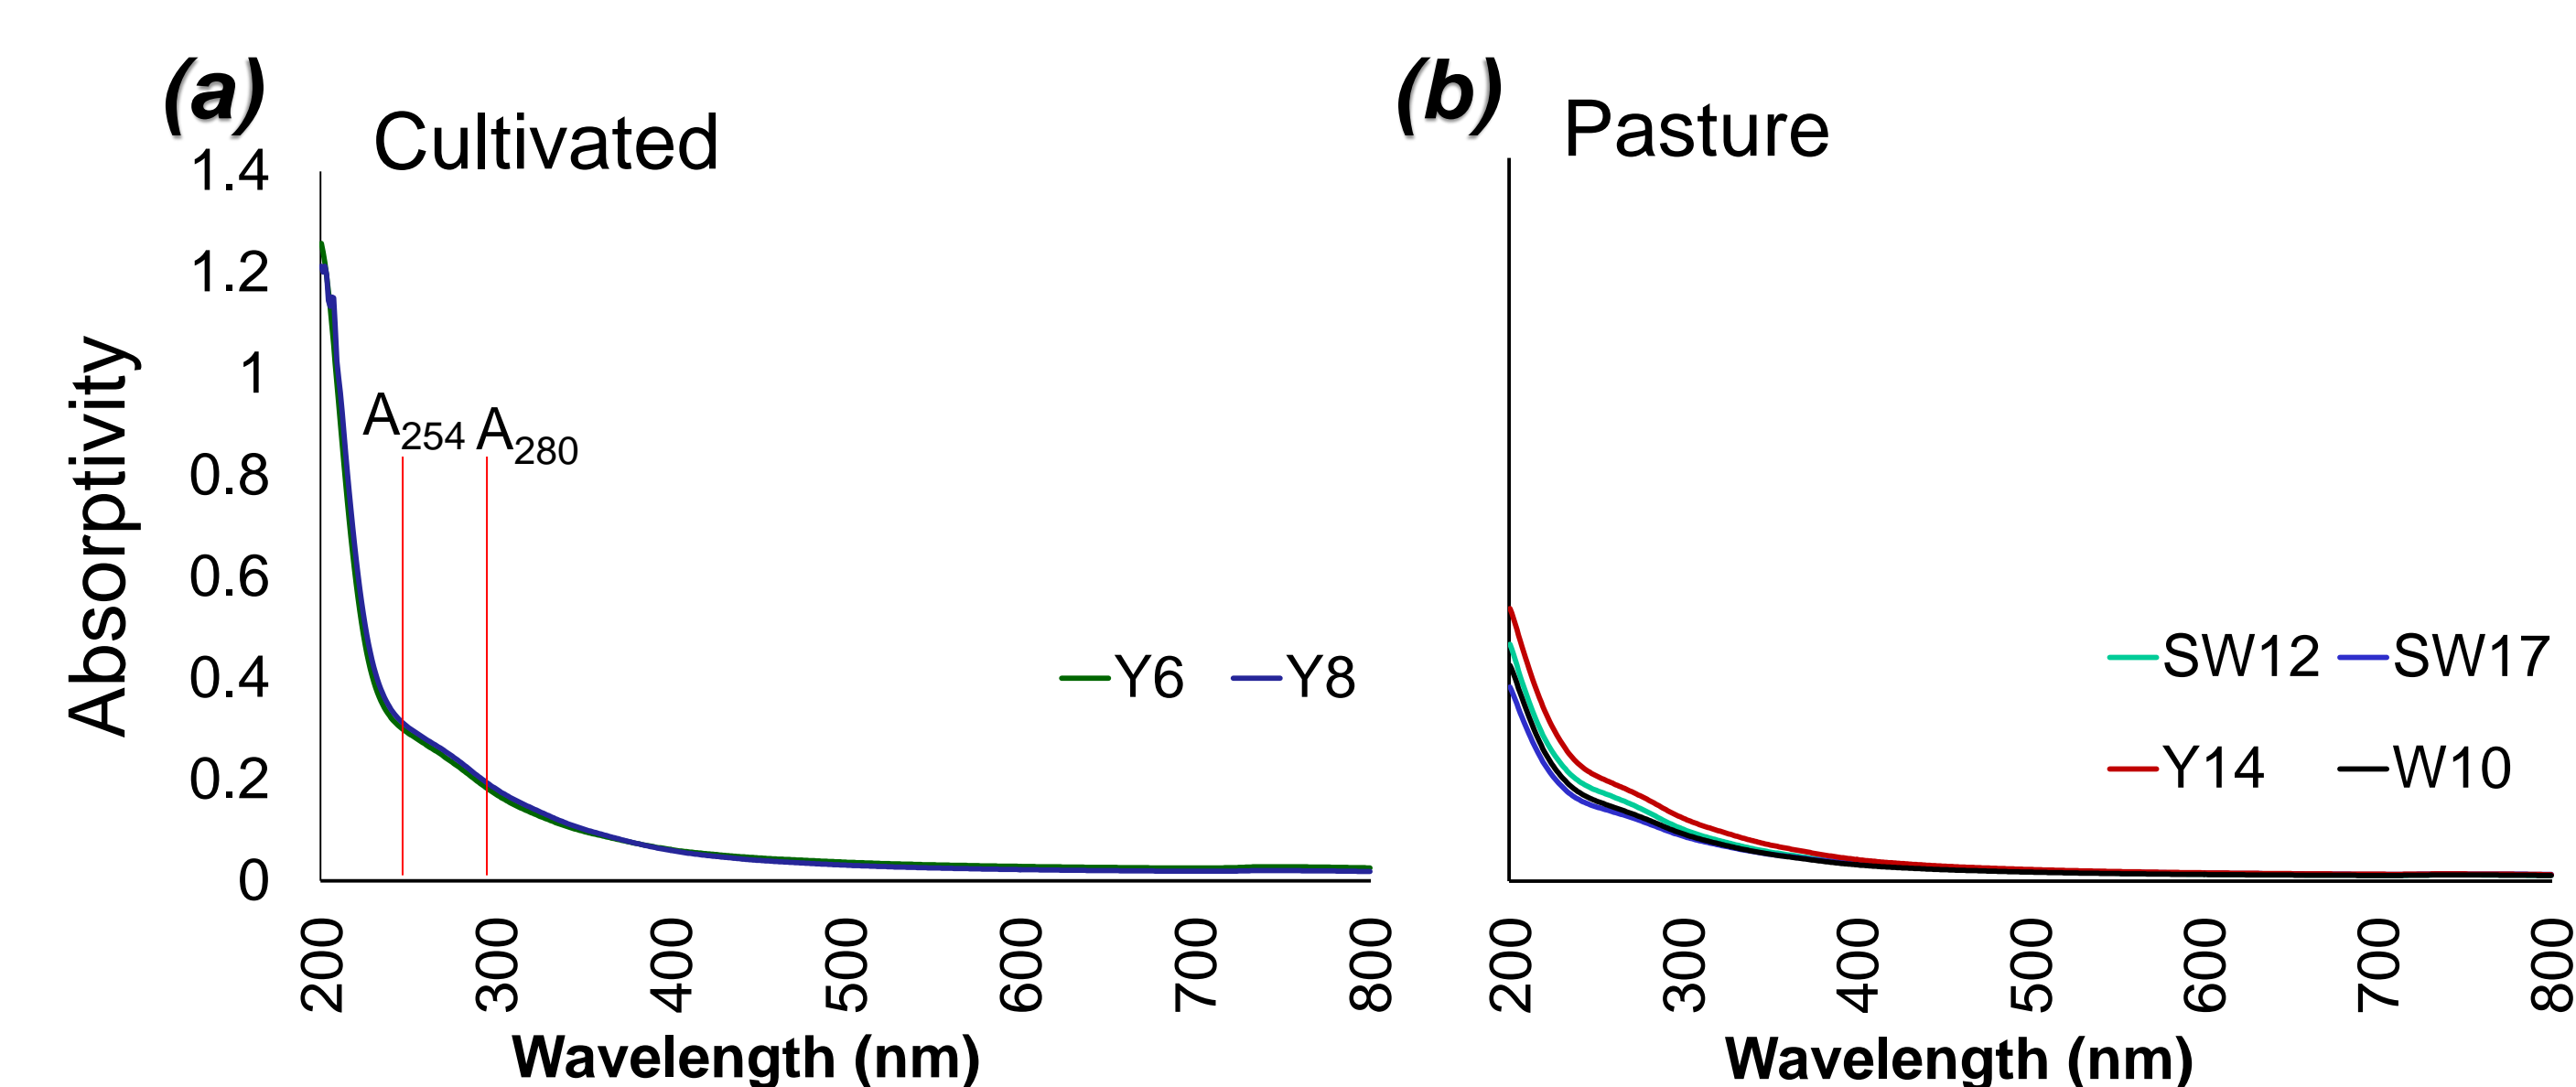 (a)
Cultivated
1.4
1.2
1
0.8
0.6
0.4
0.2
0
Absorptivity
A254 A280
Y6 Y8
200 300 400 500 600 700 800
Wavelength (nm)
(b)
Pasture
SW12 SW17
Y14 W10
200 300 400 500 600 700 800
Wavelength (nm)